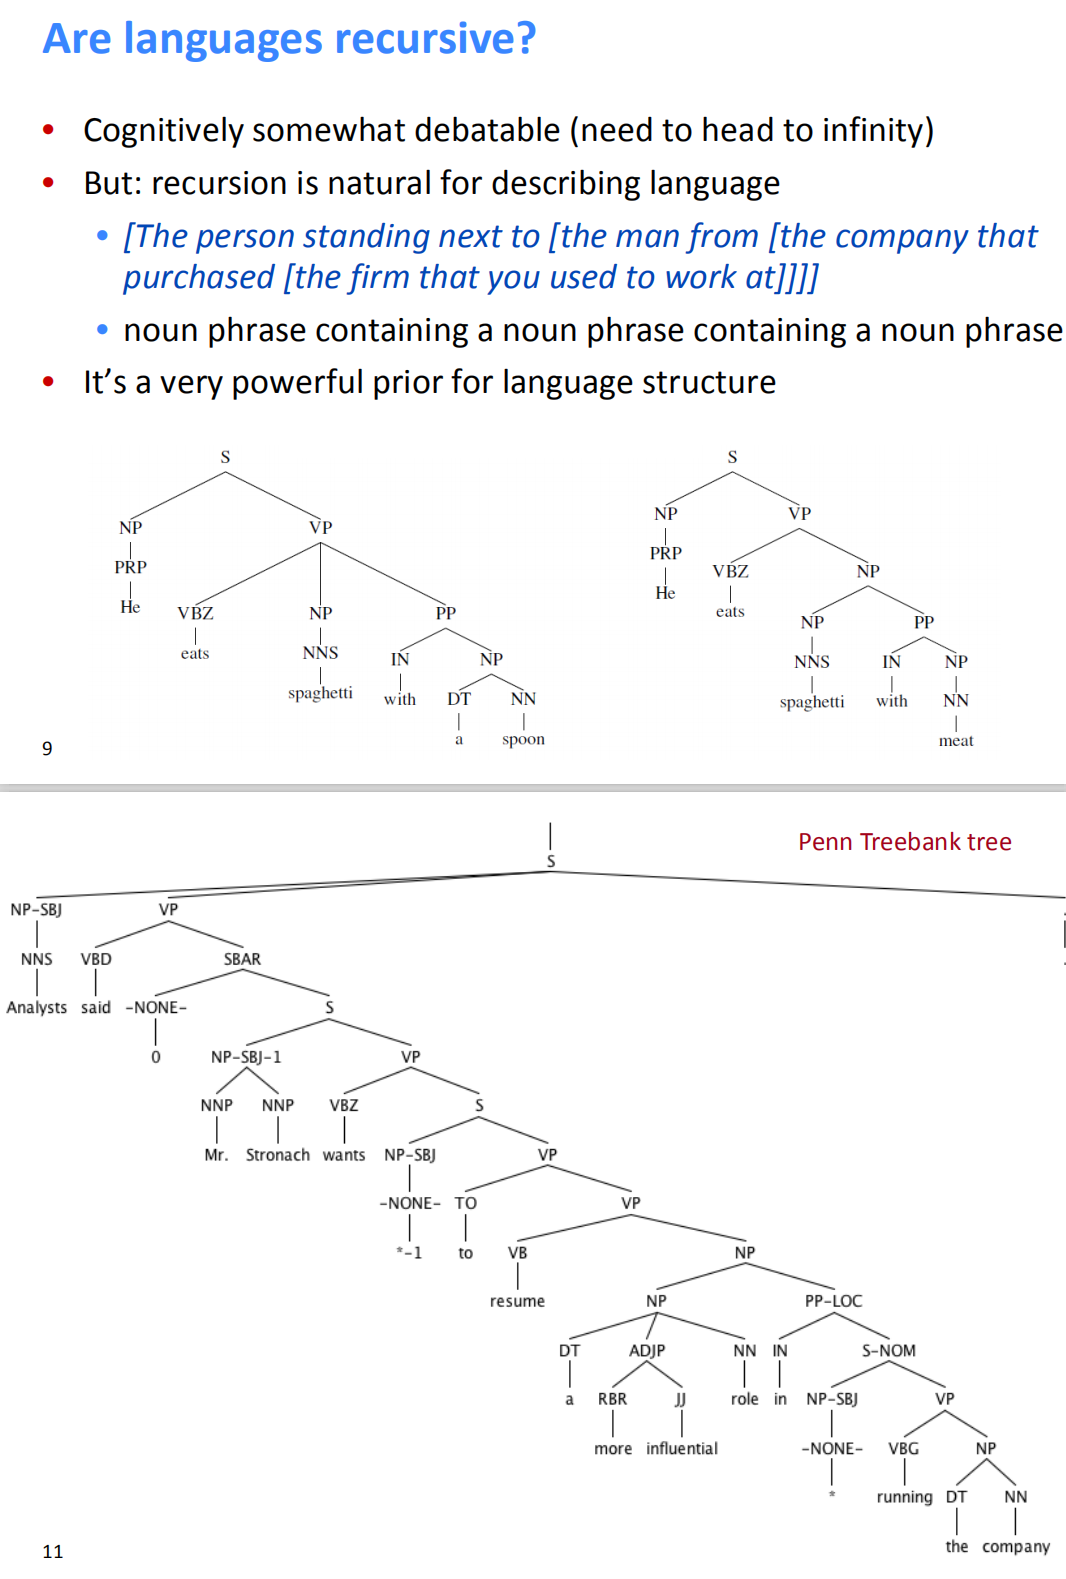 Are languages recursive?
• Cognitively somewhat debatable (need to head to infinity)
• But: recursion is natural for describing language
• [The person standing next to [the man from [the company that
purchased [the firm that you used to work at]]]]
• noun phrase containing a noun phrase containing a noun phrase
• It's a very powerful prior for language structure
S S
NP VP NP VP
PRP PRP
He VBZ NP PP He VBZ NP
eats NNS IN NP eats NP PP
spaghetti with DT NN NNS IN NP
a spoon spaghetti with NN
meat
9
Penn Treebank tree
S
NP-SBJ VP .
NNS VBD SBAR .
Analysts said -NONE- S
0 NP-SBJ-1 VP
NNP NNP VBZ S
Mr. Stronach wants NP-SBJ VP
-NONE- TO VP
*-1 to VB NP
resume NP PP-LOC
DT ADJP NN IN S-NOM
a RBR JJ role in NP-SBJ VP
more influential -NONE- VBG NP
* running DT NN
the company
11